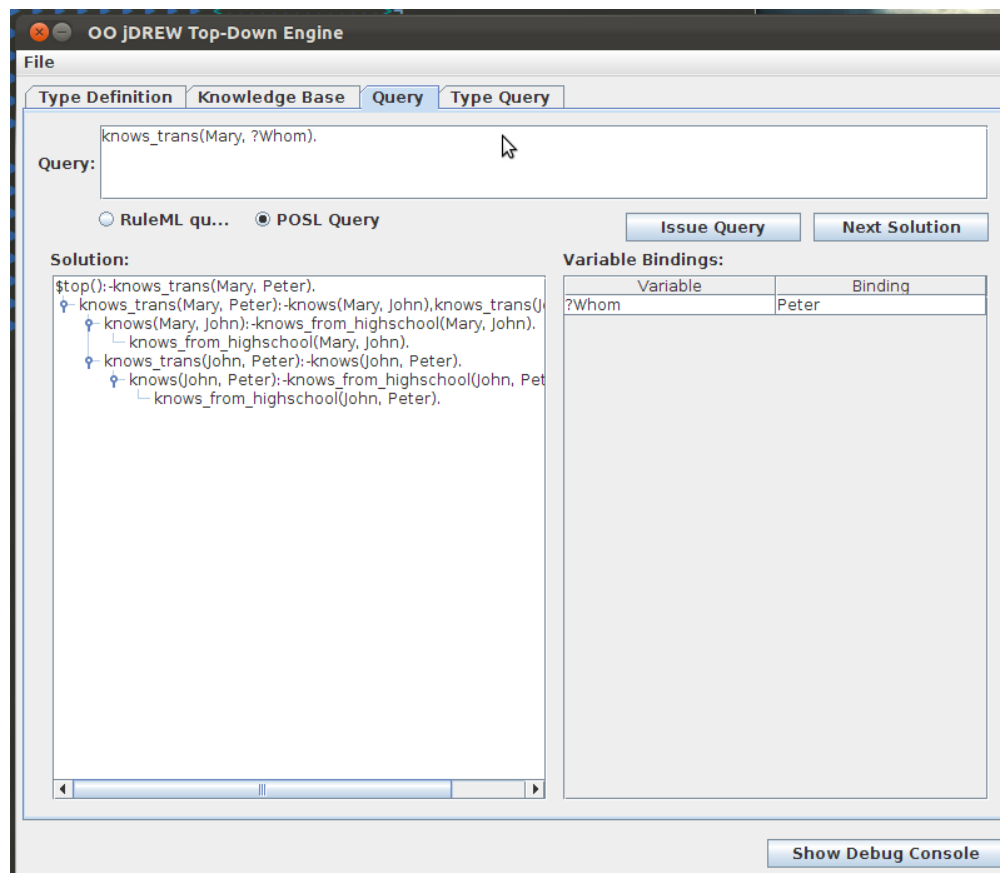 OO jDREW Top-Down Engine
File
Type Definition Knowledge Base Query Type Query
Query:
knows_trans(Mary, ?Whom).
RuleML qu... POSL Query
Issue Query Next Solution
Solution:
$top():-knows_trans(Mary, Peter).
knows_trans(Mary, Peter):-knows(Mary, John),knows_trans(J
knows(Mary, John):-knows_from_highschool(Mary, John).
knows_from_highschool(Mary, John).
knows_trans(John, Peter):-knows(John, Peter).
knows(John, Peter):-knows_from_highschool(John, Pet
knows_from_highschool(John, Peter).
Variable Bindings:
Variable Binding
?Whom Peter
Show Debug Console